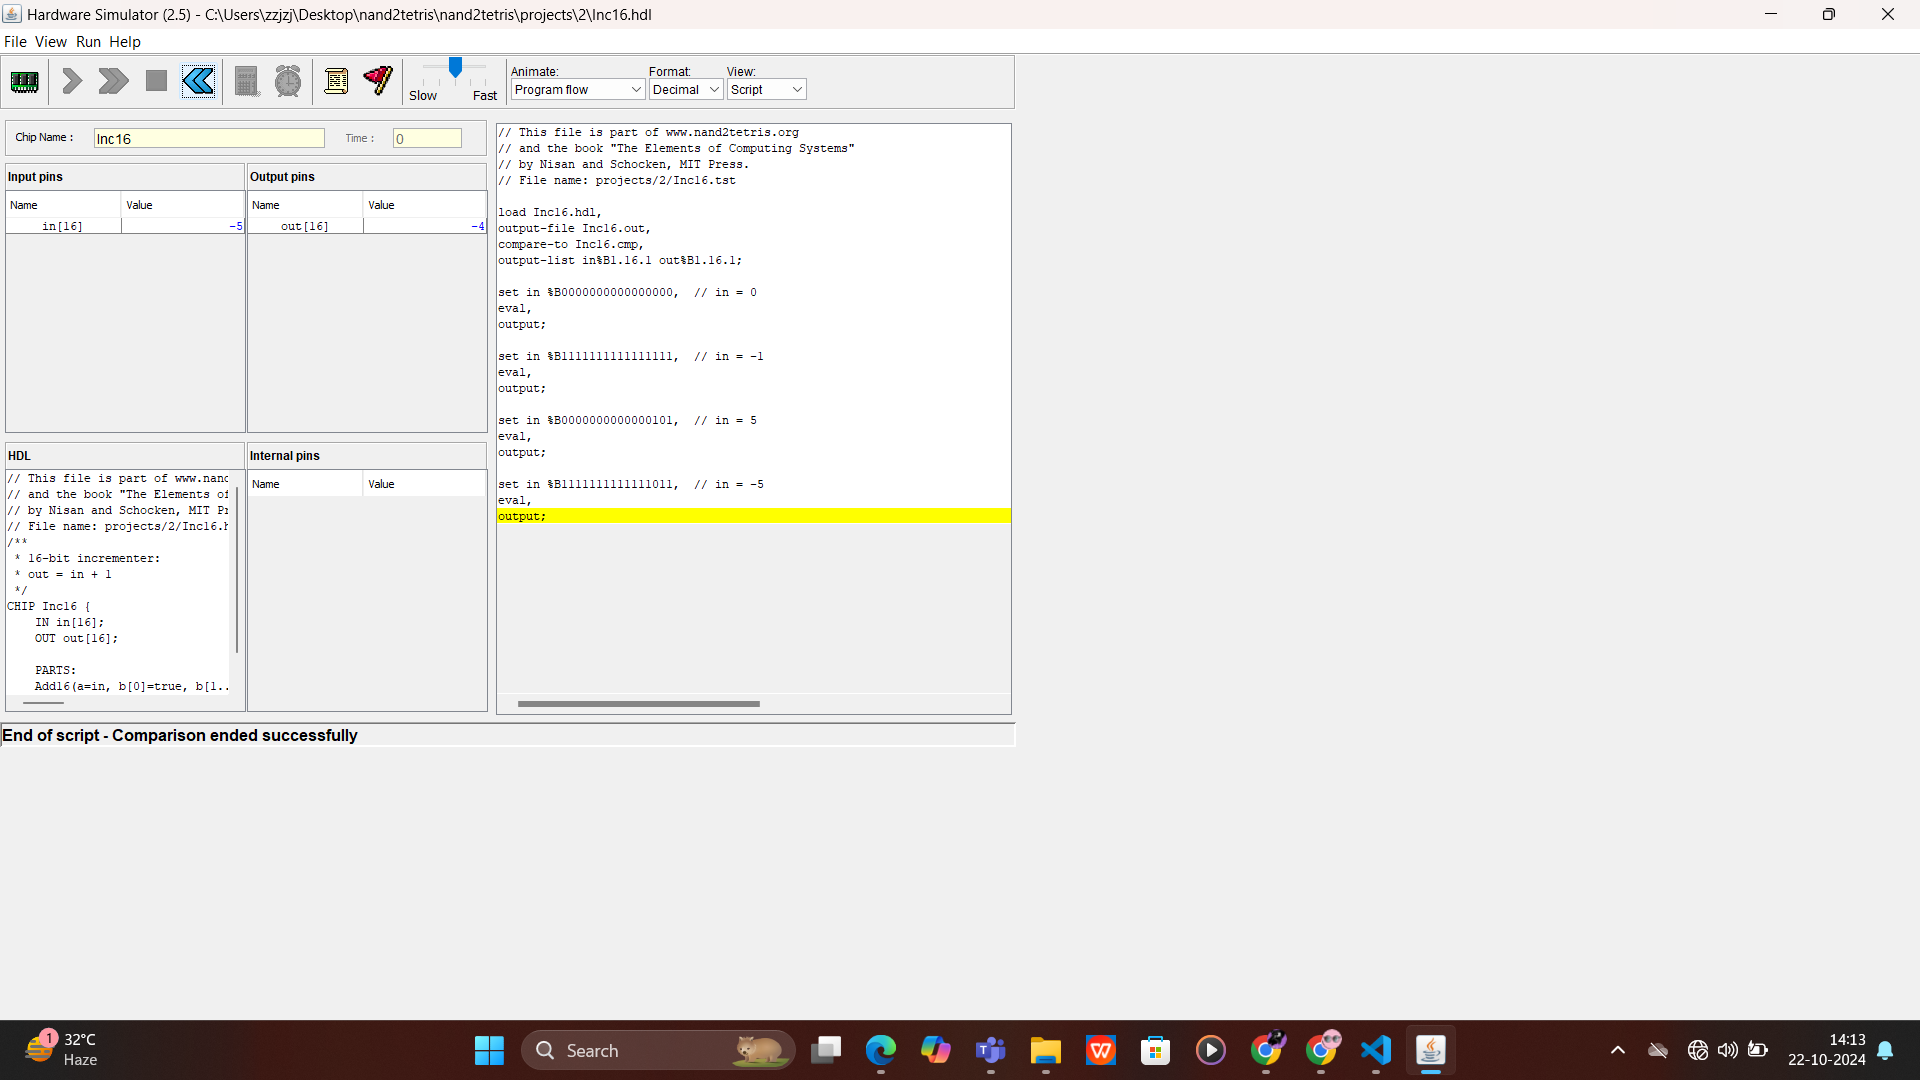 Hardware Simulator (2.5) - C:\Users\zzjzj\Desktop\nand2tetris\nand2tetris\projects\2\Inc16.hdl
File View Run Help
Slow Fast
Animate: Format: View:
Program flow Decimal Script
Chip Name : Inc16 Time : 0
Input pins
Name Value
in[16] -5
Output pins
Name Value
out[16] -4
HDL
// This file is part of www.nand
// and the book "The Elements of
// by Nisan and Schocken, MIT Pr
// File name: projects/2/Inc16.h
/**
* 16-bit incrementer:
* out = in + 1
*/
CHIP Inc16 {
IN in[16];
OUT out[16];
PARTS:
Add16(a=in, b[0]=true, b[1..
Internal pins
Name Value
// This file is part of www.nand2tetris.org
// and the book "The Elements of Computing Systems"
// by Nisan and Schocken, MIT Press.
// File name: projects/2/Inc16.tst
load Inc16.hdl,
output-file Inc16.out,
compare-to Inc16.cmp,
output-list in%B1.16.1 out%B1.16.1;
set in %B0000000000000000,  // in = 0
eval,
output;
set in %B1111111111111111,  // in = -1
eval,
output;
set in %B0000000000000101,  // in = 5
eval,
output;
set in %B1111111111111011,  // in = -5
eval,
output;
End of script - Comparison ended successfully
1
32°C
Haze
Search
14:13
22-10-2024